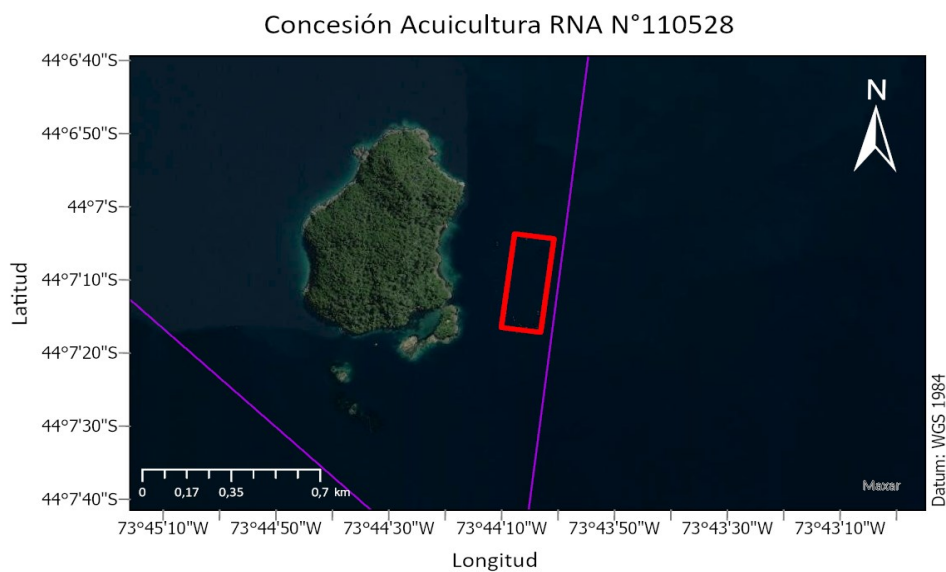 Concesión Acuicultura RNA N°110528
44°6'40"S
44°6'50"S
44°7'S
44°7'10"S
44°7'20"S
44°7'30"S
44°7'40"S
Latitud
N
0 0,17 0,35 0,7 km
Maxar
Datum: WGS 1984
73°45'10"W 73°44'50"W 73°44'30"W 73°44'10"W 73°43'50"W 73°43'30"W 73°43'10"W
Longitud